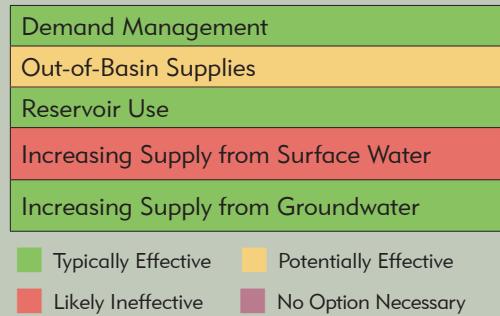 Demand Management
Out-of-Basin Supplies
Reservoir Use
Increasing Supply from Surface Water
Increasing Supply from Groundwater
Typically Effective
Potentially Effective
Likely Ineffective
No Option Necessary